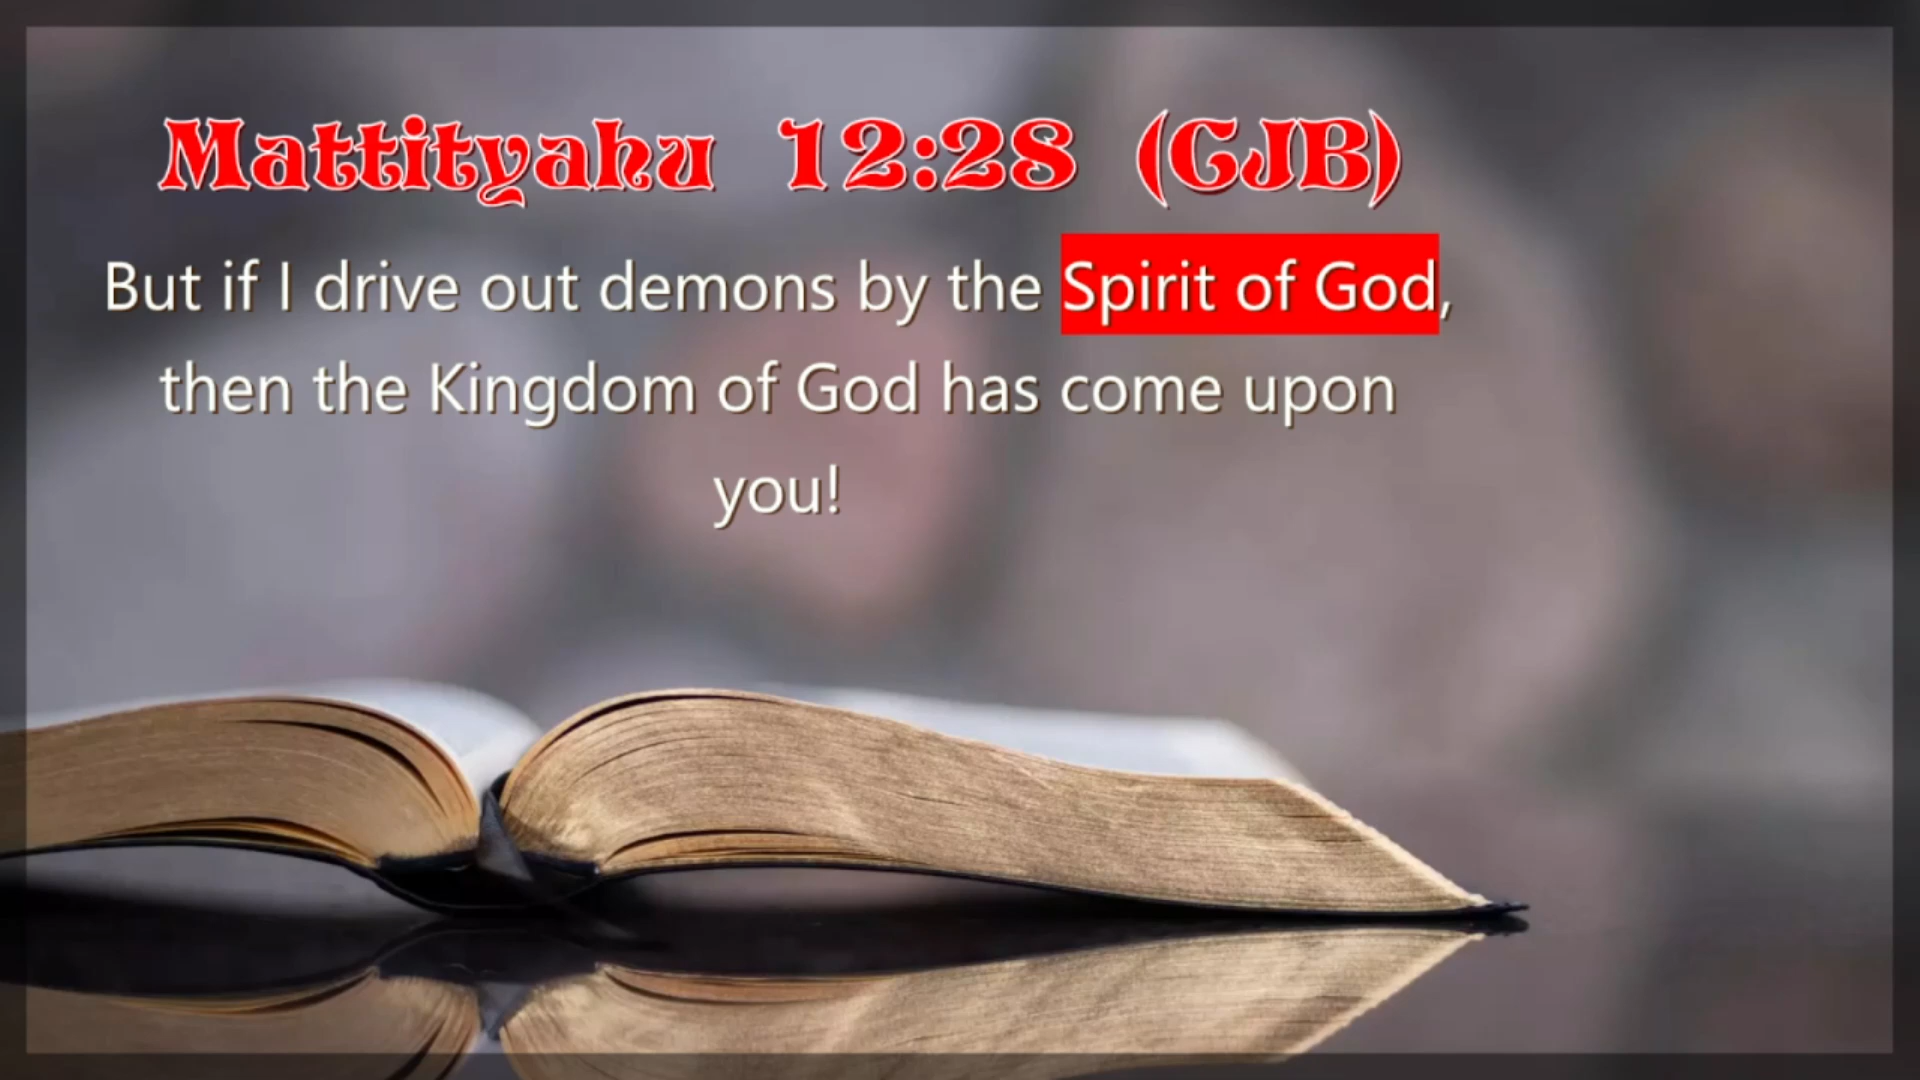 Mattityahu 12:28 (CJB)
But if I drive out demons by the Spirit of God,
then the Kingdom of God has come upon
you!